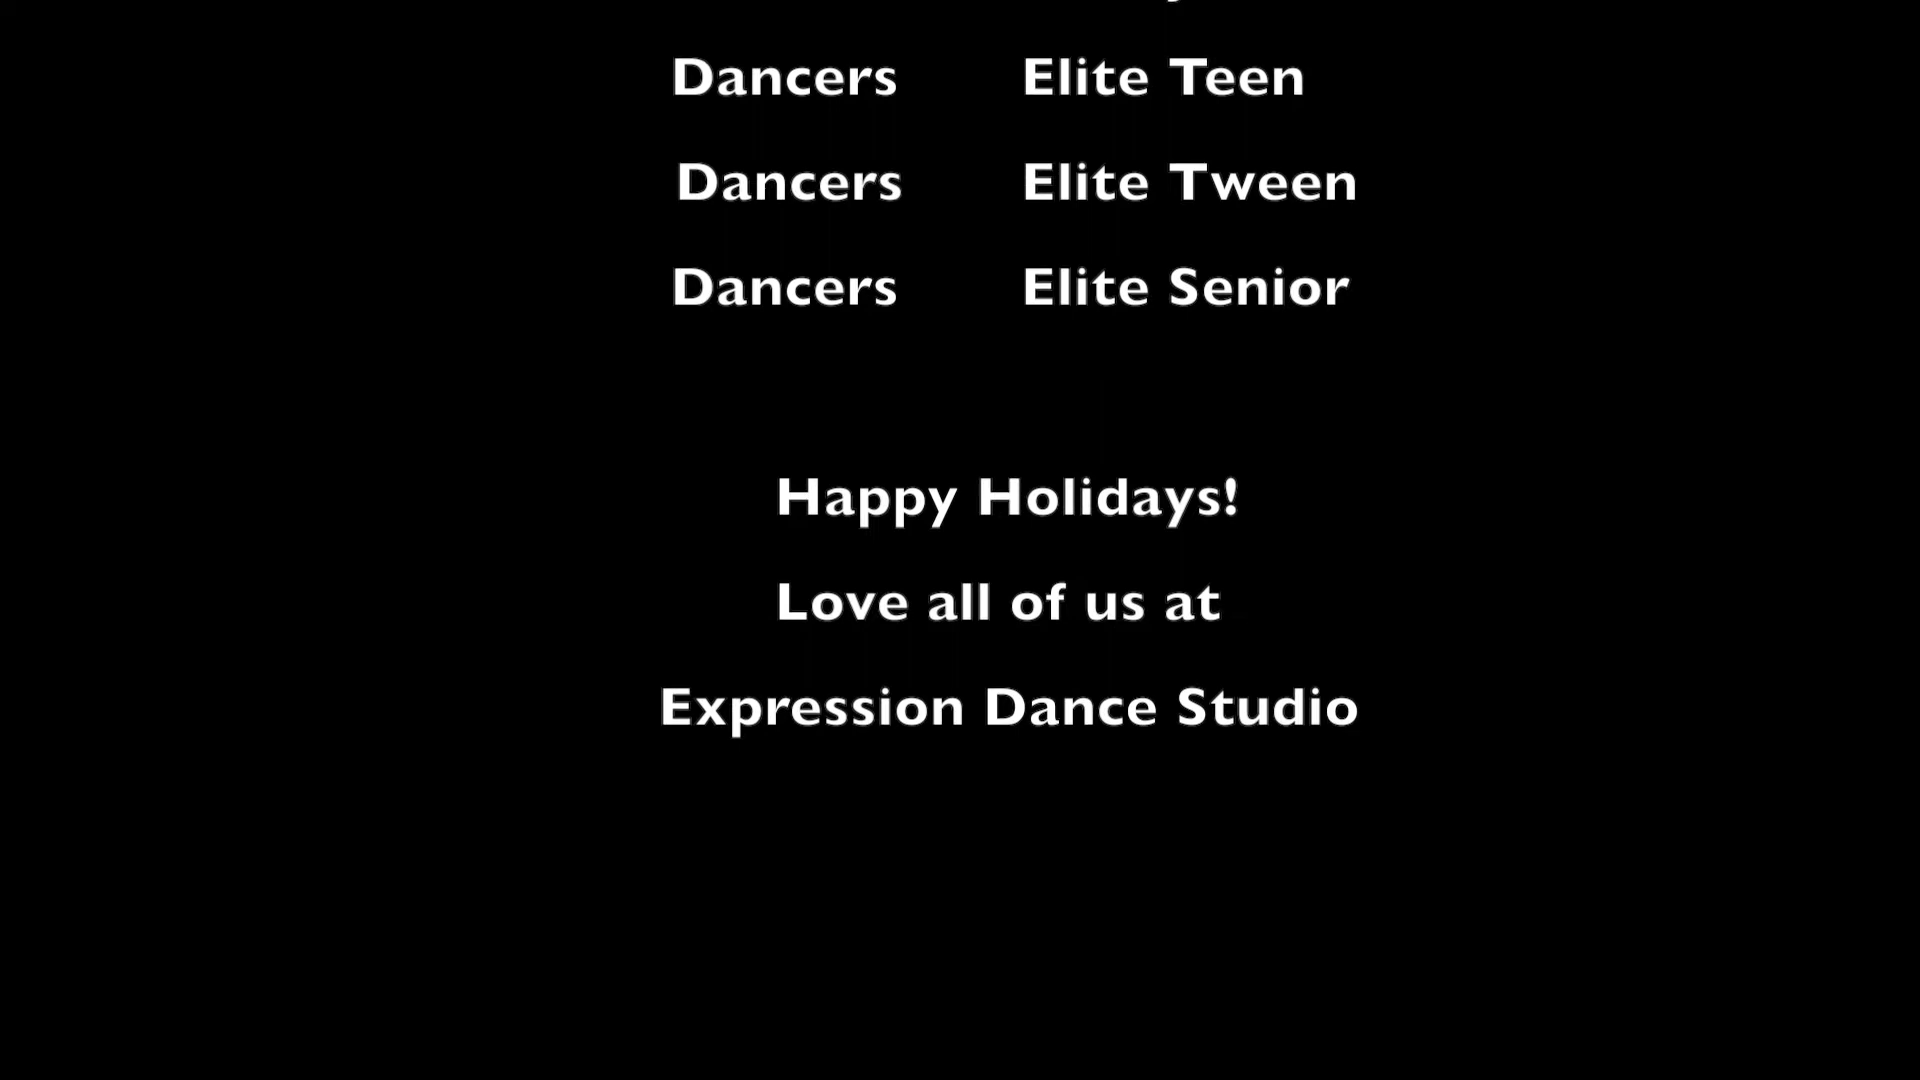 Dancers Elite Teen
Dancers Elite Tween
Dancers Elite Senior
Happy Holidays!
Love all of us at
Expression Dance Studio